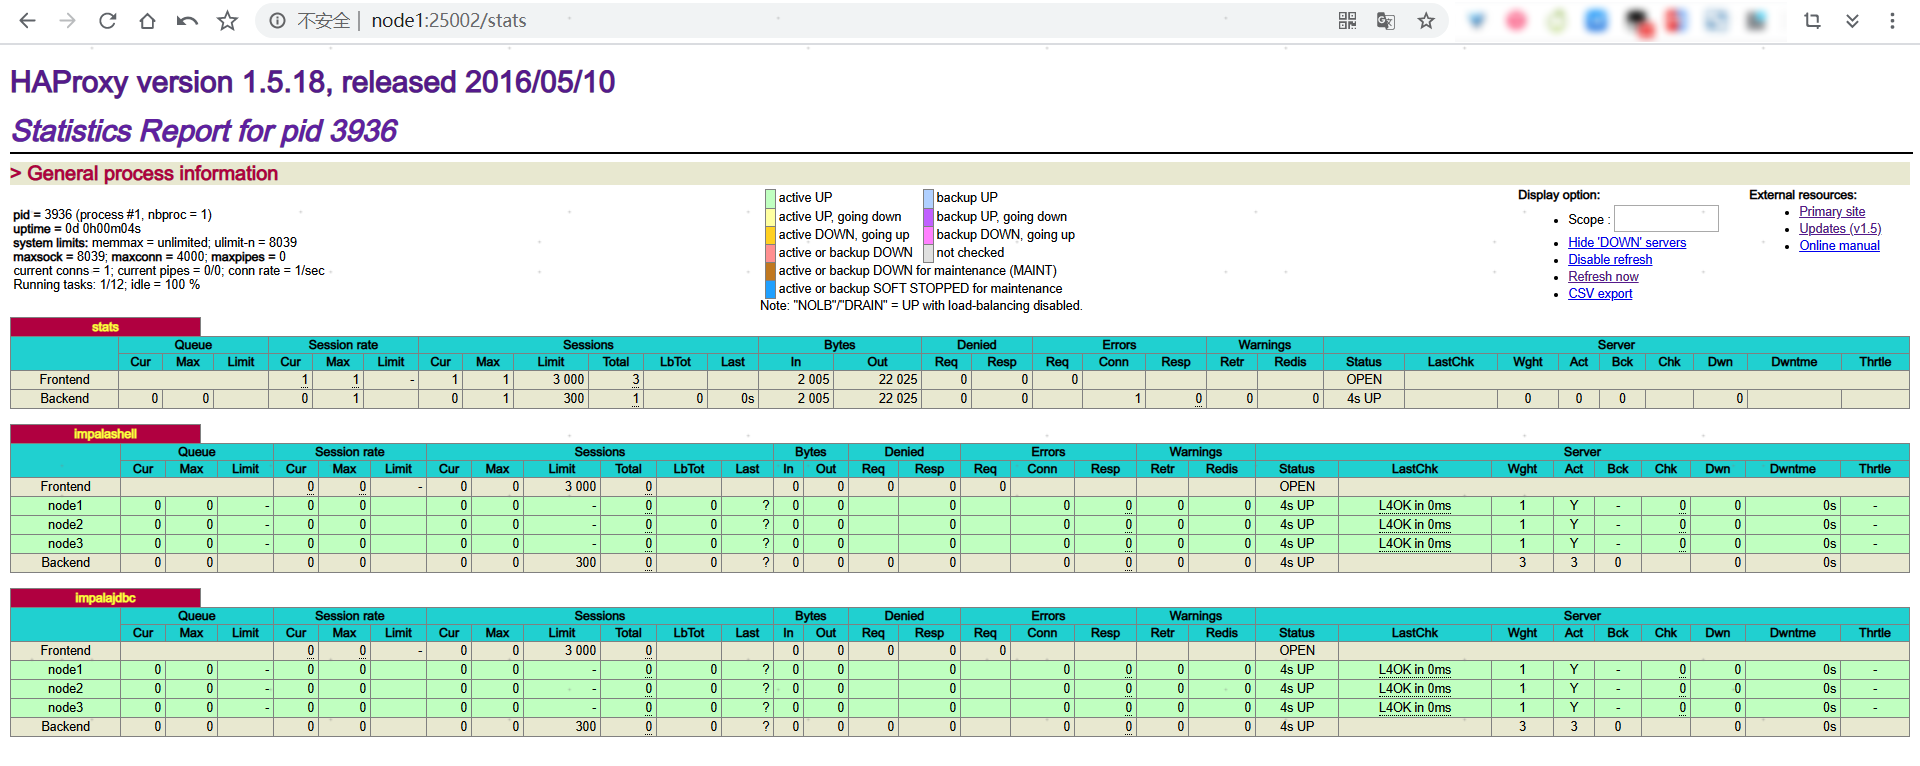 不安全 | node1:25002/stats
HAProxy version 1.5.18, released 2016/05/10
Statistics Report for pid 3936
> General process information
pid = 3936 (process #1, nbproc = 1)
uptime = 0d 0h00m04s
system limits: memmax = unlimited; ulimit-n = 8039
maxsock = 8039; maxconn = 4000; maxpipes = 0
current conns = 1; current pipes = 0/0; conn rate = 1/sec
Running tasks: 1/12; idle = 100 %
active UP backup UP
active UP, going down backup UP, going down
active DOWN, going up backup DOWN, going up
active or backup DOWN not checked
active or backup DOWN for maintenance (MAINT)
active or backup SOFT STOPPED for maintenance
Note: "NOLB"/"DRAIN" = UP with load-balancing disabled.
Display option:
• Scope :
• Hide 'DOWN' servers
• Disable refresh
• Refresh now
• CSV export
External resources:
• Primary site
• Updates (v1.5)
• Online manual
stats
Queue Session rate Sessions Bytes Denied Errors Warnings Server
Cur Max Limit Cur Max Limit Cur Max Limit Total LbTot Last In Out Req Resp Req Conn Resp Retr Redis Status LastChk Wght Act Bck Chk Dwn Dwntme Thrtle
Frontend 1 1 - 1 1 3 000 3 2 005 22 025 0 0 0 OPEN
Backend 0 0 0 1 0 1 300 1 0 0s 2 005 22 025 0 0 1 0 0 0 4s UP 0 0 0 0
impalashell
Queue Session rate Sessions Bytes Denied Errors Warnings Server
Cur Max Limit Cur Max Limit Cur Max Limit Total LbTot Last In Out Req Resp Req Conn Resp Retr Redis Status LastChk Wght Act Bck Chk Dwn Dwntme Thrtle
Frontend 0 0 - 0 0 3 000 0 0 0 0 0 0 OPEN
node1 0 0 - 0 0 0 0 - 0 0 ? 0 0 0 0 0 0 0 4s UP L4OK in 0ms 1 Y - 0 0 0s -
node2 0 0 - 0 0 0 0 - 0 0 ? 0 0 0 0 0 0 0 4s UP L4OK in 0ms 1 Y - 0 0 0s -
node3 0 0 - 0 0 0 0 - 0 0 ? 0 0 0 0 0 0 0 4s UP L4OK in 0ms 1 Y - 0 0 0s -
Backend 0 0 0 0 0 0 300 0 0 ? 0 0 0 0 0 0 0 0 4s UP 3 3 0 0 0s
impalajdbc
Queue Session rate Sessions Bytes Denied Errors Warnings Server
Cur Max Limit Cur Max Limit Cur Max Limit Total LbTot Last In Out Req Resp Req Conn Resp Retr Redis Status LastChk Wght Act Bck Chk Dwn Dwntme Thrtle
Frontend 0 0 - 0 0 3 000 0 0 0 0 0 0 OPEN
node1 0 0 - 0 0 0 0 - 0 0 ? 0 0 0 0 0 0 0 4s UP L4OK in 0ms 1 Y - 0 0 0s -
node2 0 0 - 0 0 0 0 - 0 0 ? 0 0 0 0 0 0 0 4s UP L4OK in 0ms 1 Y - 0 0 0s -
node3 0 0 - 0 0 0 0 - 0 0 ? 0 0 0 0 0 0 0 4s UP L4OK in 0ms 1 Y - 0 0 0s -
Backend 0 0 0 0 0 0 300 0 0 ? 0 0 0 0 0 0 0 0 4s UP 3 3 0 0 0s